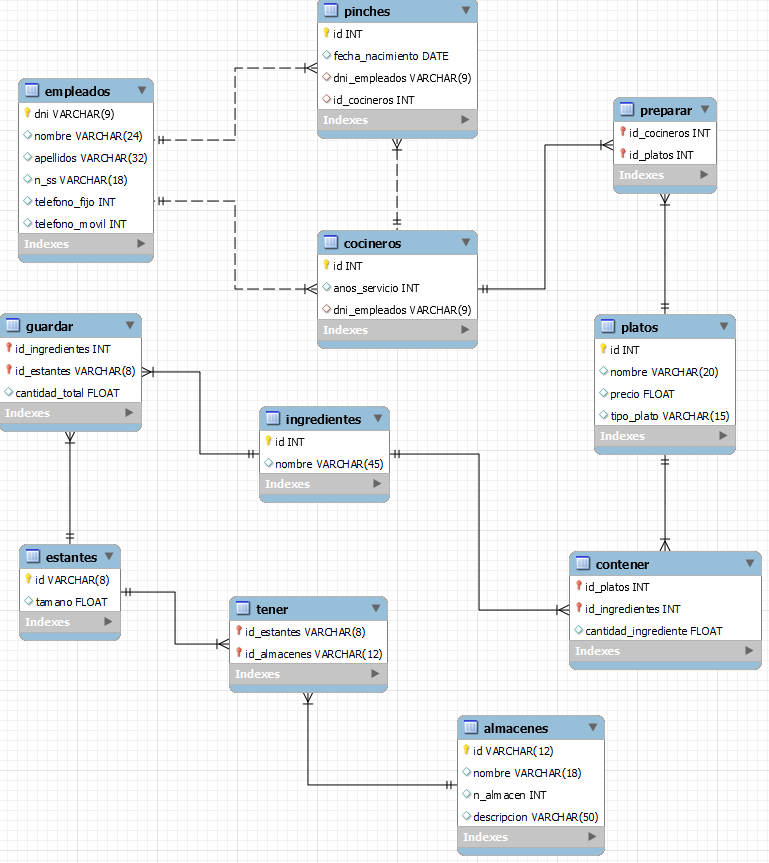 pinches
id INT
fecha_nacimiento DATE
dni_empleados VARCHAR(9)
id_cocineros INT
Indexes
empleados
dni VARCHAR(9)
nombre VARCHAR(24)
apellidos VARCHAR(32)
n_ss VARCHAR(18)
telefono_fijo INT
telefono_movil INT
Indexes
preparar
id_cocineros INT
id_platos INT
Indexes
cocineros
id INT
anos_servicio INT
dni_empleados VARCHAR(9)
Indexes
guardar
id_ingredientes INT
id_estantes VARCHAR(8)
cantidad_total FLOAT
Indexes
platos
id INT
nombre VARCHAR(20)
precio FLOAT
tipo_plato VARCHAR(15)
Indexes
ingredientes
id INT
nombre VARCHAR(45)
Indexes
estantes
id VARCHAR(8)
tamano FLOAT
Indexes
contener
id_platos INT
id_ingredientes INT
cantidad_ingrediente FLOAT
Indexes
tener
id_estantes VARCHAR(8)
id_almacenes VARCHAR(12)
Indexes
almacenes
id VARCHAR(12)
nombre VARCHAR(18)
n_almacen INT
descripcion VARCHAR(50)
Indexes